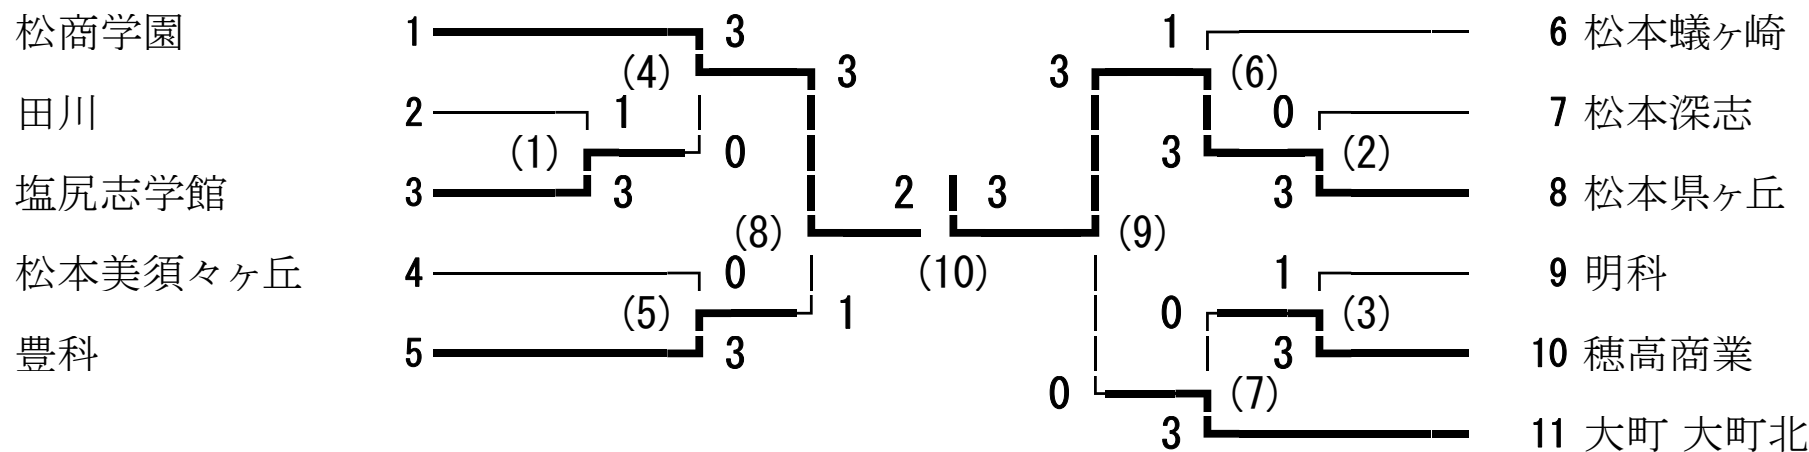 松商学園 1 3 1 6 松本蟻ヶ崎
(4) 3 3 (6)
田川 2 1 0 7 松本深志
(1) 0 3 (2)
塩尻志学館 3 3 2 3 3 8 松本県ヶ丘
(8) (9)
松本美須々ヶ丘 4 0 (10) 1 9 明科
(5) 1 0 (3)
豊科 5 3 3 10 穂高商業
0 (7)
3 11 大町 大町北